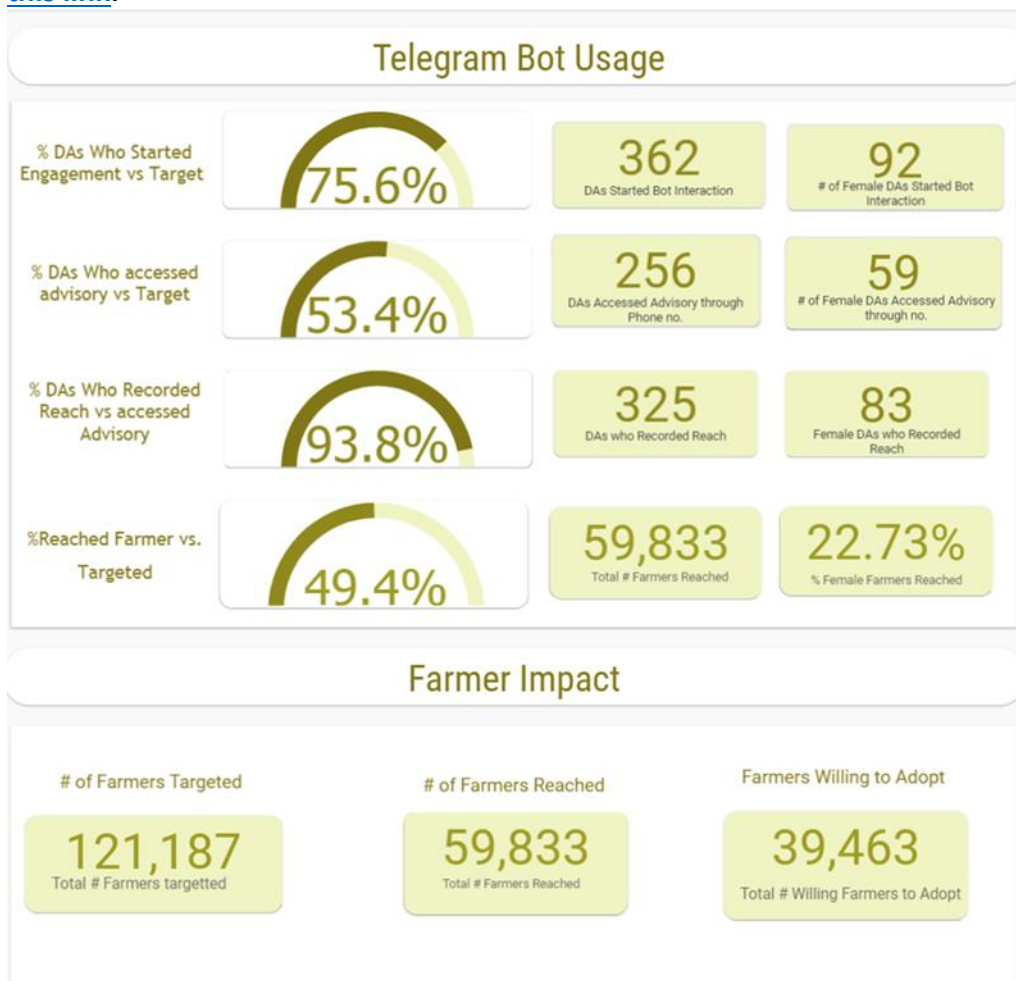 this link.
Telegram Bot Usage
% DAs Who Started
Engagement vs Target
75.6%
362
DAs Started Bot Interaction
92
# of Female DAs Started Bot
Interaction
% DAs Who accessed
advisory vs Target
53.4%
256
DAs Accessed Advisory through
Phone no.
59
# of Female DAs Accessed Advisory
through no.
% DAs Who Recorded
Reach vs accessed
Advisory
93.8%
325
DAs who Recorded Reach
83
Female DAs who Recorded
Reach
%Reached Farmer vs.
Targeted
49.4%
59,833
Total # Farmers Reached
22.73%
% Female Farmers Reached
Farmer Impact
# of Farmers Targeted
121,187
Total # Farmers targetted
# of Farmers Reached
59,833
Total # Farmers Reached
Farmers Willing to Adopt
39,463
Total # Willing Farmers to Adopt